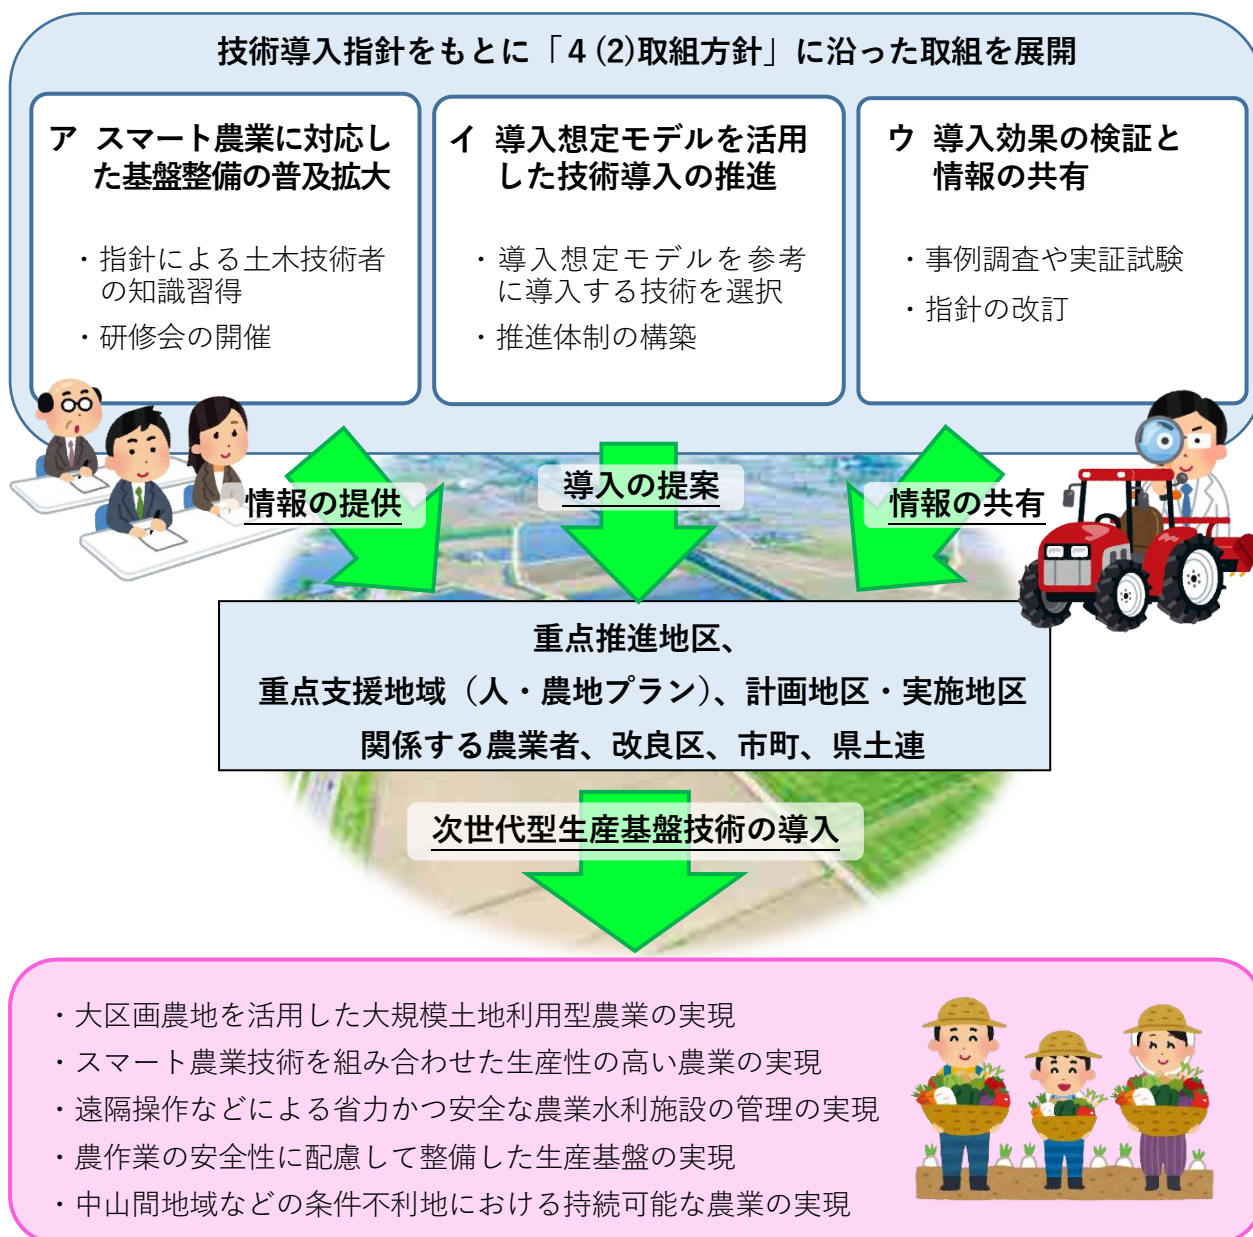 技術導入指針をもとに「４(2)取組方針」に沿った取組を展開
ア スマート農業に対応し
た基盤整備の普及拡大
・指針による土木技術者
の知識習得
・研修会の開催
イ 導入想定モデルを活用
した技術導入の推進
・導入想定モデルを参考
に導入する技術を選択
・推進体制の構築
ウ 導入効果の検証と
情報の共有
・事例調査や実証試験
・指針の改訂
情報の提供
導入の提案
情報の共有
重点推進地区、
重点支援地域（人・農地プラン）、計画地区・実施地区
関係する農業者、改良区、市町、県土連
次世代型生産基盤技術の導入
・大区画農地を活用した大規模土地利用型農業の実現
・スマート農業技術を組み合わせた生産性の高い農業の実現
・遠隔操作などによる省力かつ安全な農業水利施設の管理の実現
・農作業の安全性に配慮して整備した生産基盤の実現
・中山間地域などの条件不利地における持続可能な農業の実現